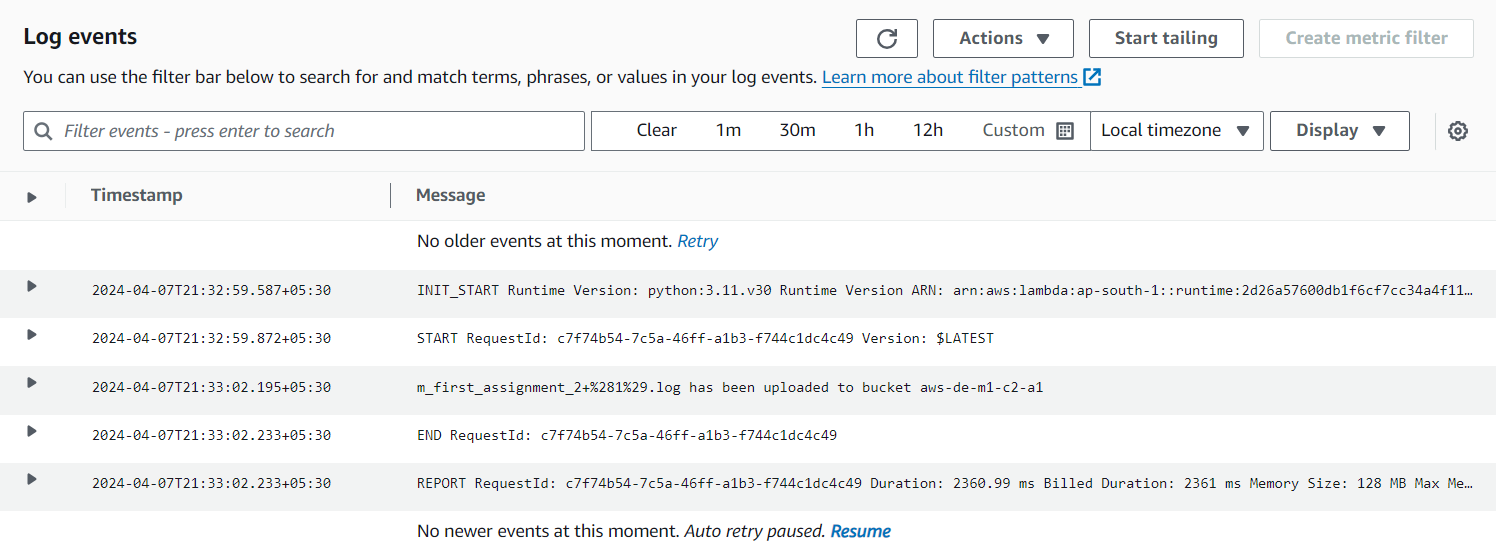 Log events
Actions
Start tailing
Create metric filter
You can use the filter bar below to search for and match terms, phrases, or values in your log events. Learn more about filter patterns
Filter events - press enter to search
Clear 1m 30m 1h 12h Custom
Local timezone
Display
Timestamp Message
No older events at this moment. Retry
2024-04-07T21:32:59.587+05:30 INIT_START Runtime Version: python:3.11.v30 Runtime Version ARN: arn:aws:lambda:ap-south-1::runtime:2d26a57600db1f6cf7cc34a4f11…
2024-04-07T21:32:59.872+05:30 START RequestId: c7f74b54-7c5a-46ff-a1b3-f744c1dc4c49 Version: $LATEST
2024-04-07T21:33:02.195+05:30 m_first_assignment_2+%281%29.log has been uploaded to bucket aws-de-m1-c2-a1
2024-04-07T21:33:02.233+05:30 END RequestId: c7f74b54-7c5a-46ff-a1b3-f744c1dc4c49
2024-04-07T21:33:02.233+05:30 REPORT RequestId: c7f74b54-7c5a-46ff-a1b3-f744c1dc4c49 Duration: 2360.99 ms Billed Duration: 2361 ms Memory Size: 128 MB Max Me…
No newer events at this moment. Auto retry paused. Resume